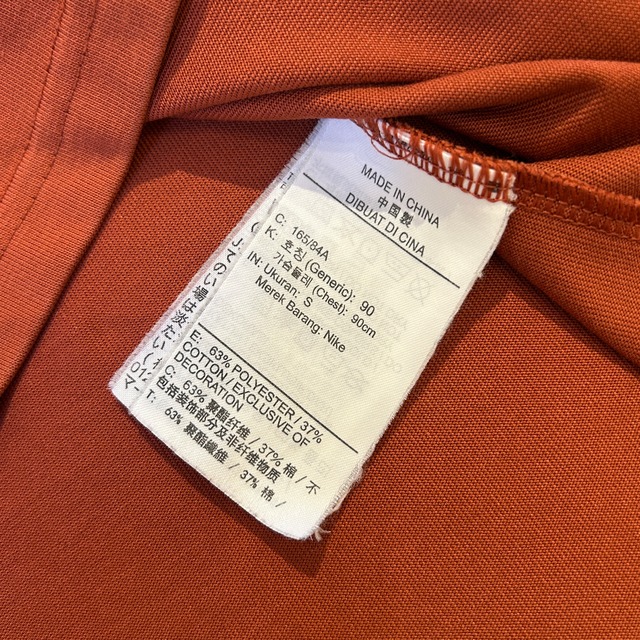 MADE IN CHINA
中国製
DIBUAT DI CINA
C: 165/84A
K: 호칭 (Generic): 90
가슴둘레 (Chest): 90cm
IN: Ukuran: S
Merek Barang: Nike
E: 63% POLYESTER / 37%
COTTON / EXCLUSIVE OF
DECORATION
C: 63% 聚酯纤维 / 37% 棉 / 不
包括装饰部分及非纤维物质
T: 63% 聚酯纖維 / 37% 棉 /